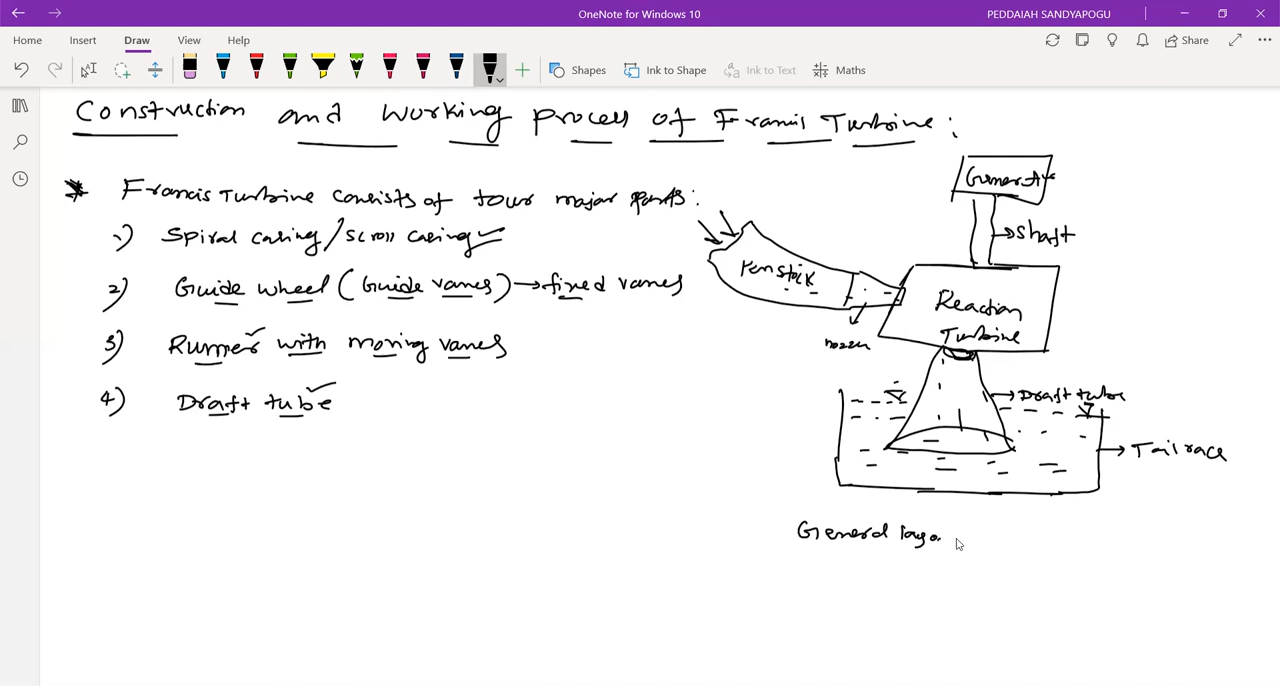 OneNote for Windows 10
PEDDAIAH SANDYAPOGU
Home Insert Draw View Help
Share
Shapes Ink to Shape Ink to Text Maths
Construction and Working Process of Francis Turbine:
* Francis Turbine consists of four major parts:
1) Spiral casing/scroll casing
2) Guide wheel (Guide vanes) → fixed vanes
3) Runner with moving vanes
4) Draft tube
Generator
→ shaft
Penstock
nozzle
Reaction
Turbine
→ Draft tube
→ Tail race
General layo